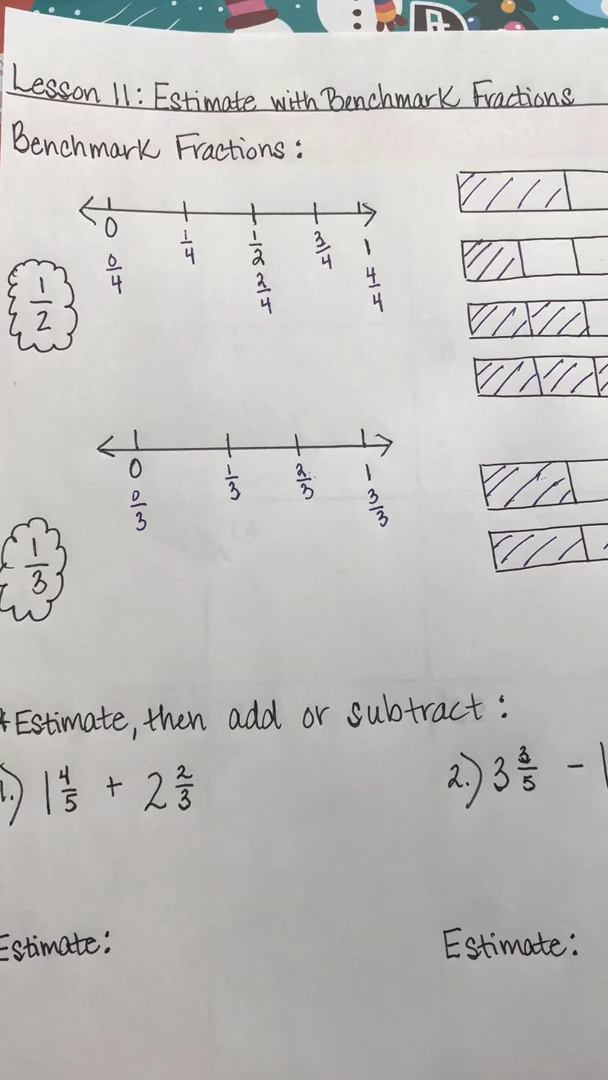 Lesson 11: Estimate with Benchmark Fractions
Benchmark Fractions:
0 1/4 1/2 3/4 1
0/4 2/4 4/4
1/2
0 1/3 2/3 1
0/3 3/3
1/3
*Estimate, then add or subtract:
1.) 1 4/5 + 2 2/3
2.) 3 3/5 -
Estimate: Estimate: